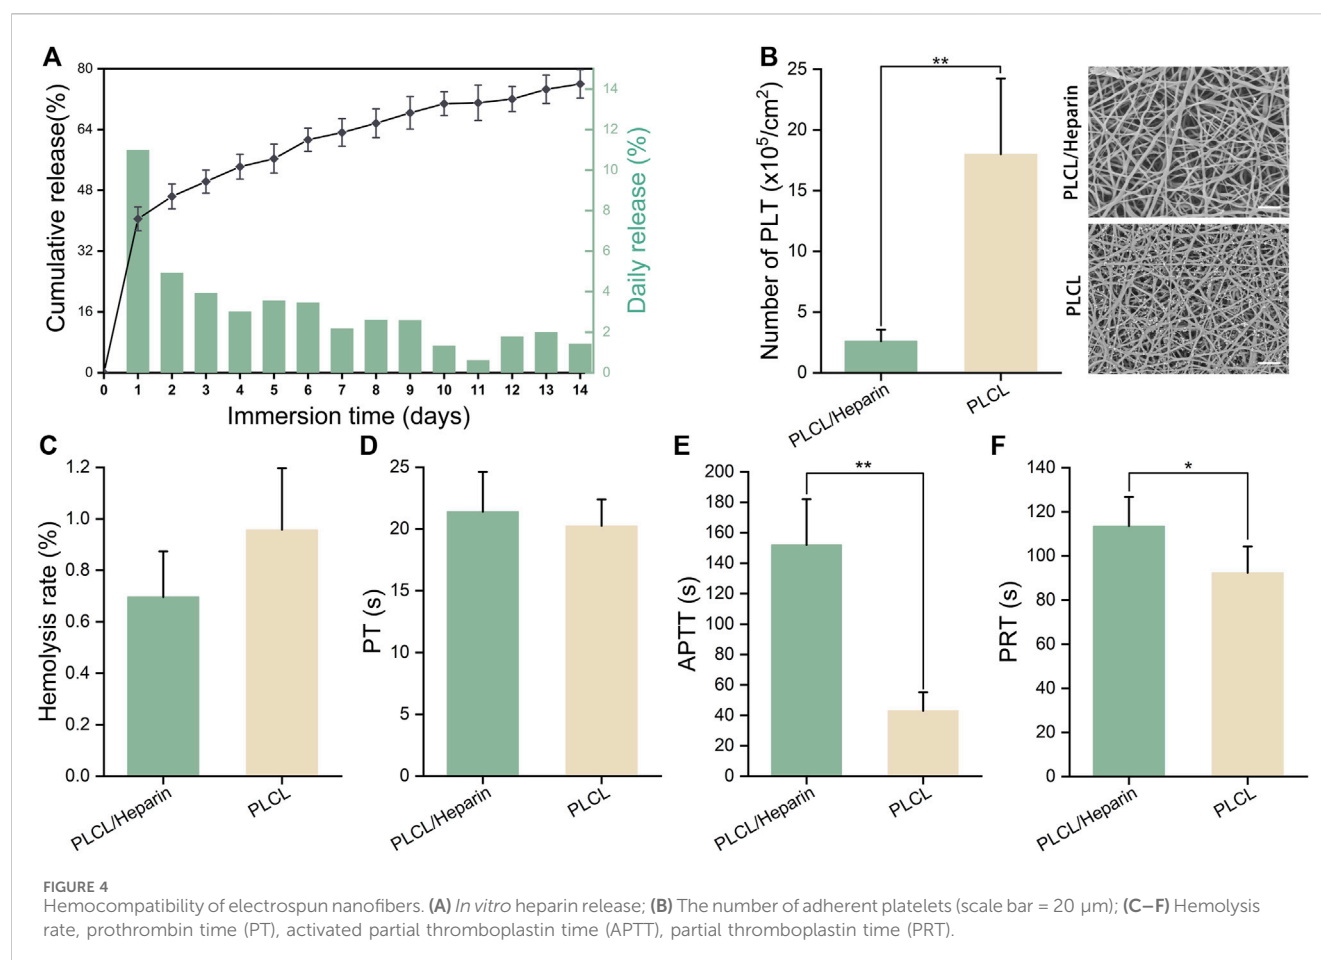 A
Cumulative release(%)
80
64
48
32
16
0
14
12
10
8
6
4
2
0
Daily release (%)
0 1 2 3 4 5 6 7 8 9 10 11 12 13 14
Immersion time (days)
B
Number of PLT (x10⁵/cm²)
25
20
15
10
5
0
**
PLCL/Heparin
PLCL
PLCL/Heparin
PLCL
C
Hemolysis rate (%)
1.2
1.0
0.8
0.6
0.4
0.2
0.0
PLCL/Heparin
PLCL
D
PT (s)
25
20
15
10
5
0
PLCL/Heparin
PLCL
E
APTT (s)
200
180
160
140
120
100
80
60
40
20
0
**
PLCL/Heparin
PLCL
F
PRT (s)
140
120
100
80
60
40
20
0
*
PLCL/Heparin
PLCL
FIGURE 4
Hemocompatibility of electrospun nanofibers. (A) In vitro heparin release; (B) The number of adherent platelets (scale bar = 20 μm); (C–F) Hemolysis
rate, prothrombin time (PT), activated partial thromboplastin time (APTT), partial thromboplastin time (PRT).